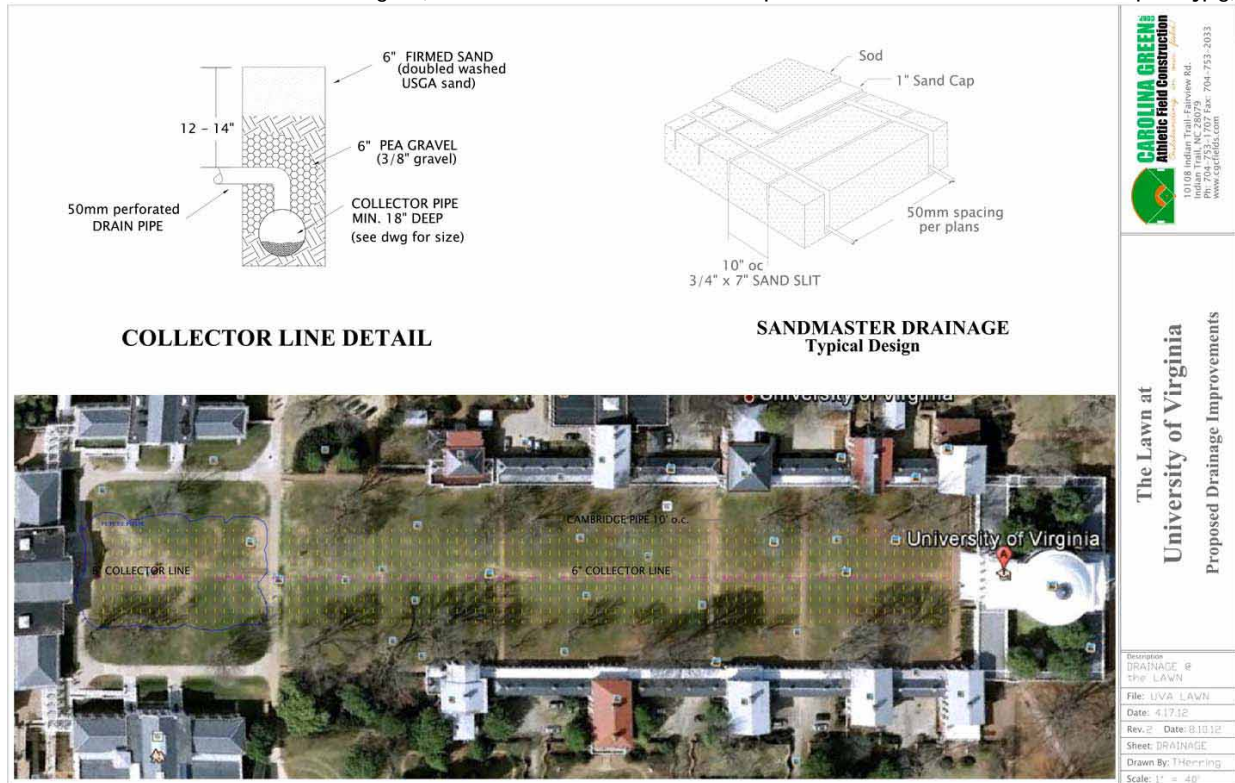 6" FIRMED SAND
(doubled washed
USGA sand)
12 - 14"
6" PEA GRAVEL
(3/8" gravel)
50mm perforated
DRAIN PIPE
COLLECTOR PIPE
MIN. 18" DEEP
(see dwg for size)
COLLECTOR LINE DETAIL
Sod
1" Sand Cap
50mm spacing
per plans
10" oc
3/4" x 7" SAND SLIT
SANDMASTER DRAINAGE
Typical Design
University of Virginia
CAMBRIDGE PIPE 10' o.c.
COLLECTOR LINE
6" COLLECTOR LINE
University of Virginia
A
CAROLINA GREEN
Athletic Field Construction
10108 Indian Trail-Fairview Rd.
Indian Trail, NC 28079
Ph: 704-753-1707 Fax: 704-753-2033
www.cgcfields.com
The Lawn at
University of Virginia
Proposed Drainage Improvements
Description
DRAINAGE @
the LAWN
File: UVA LAWN
Date: 4.17.12
Rev. 2 Date: 8.10.12
Sheet: DRAINAGE
Drawn By: THerring
Scale: 1" = 40'